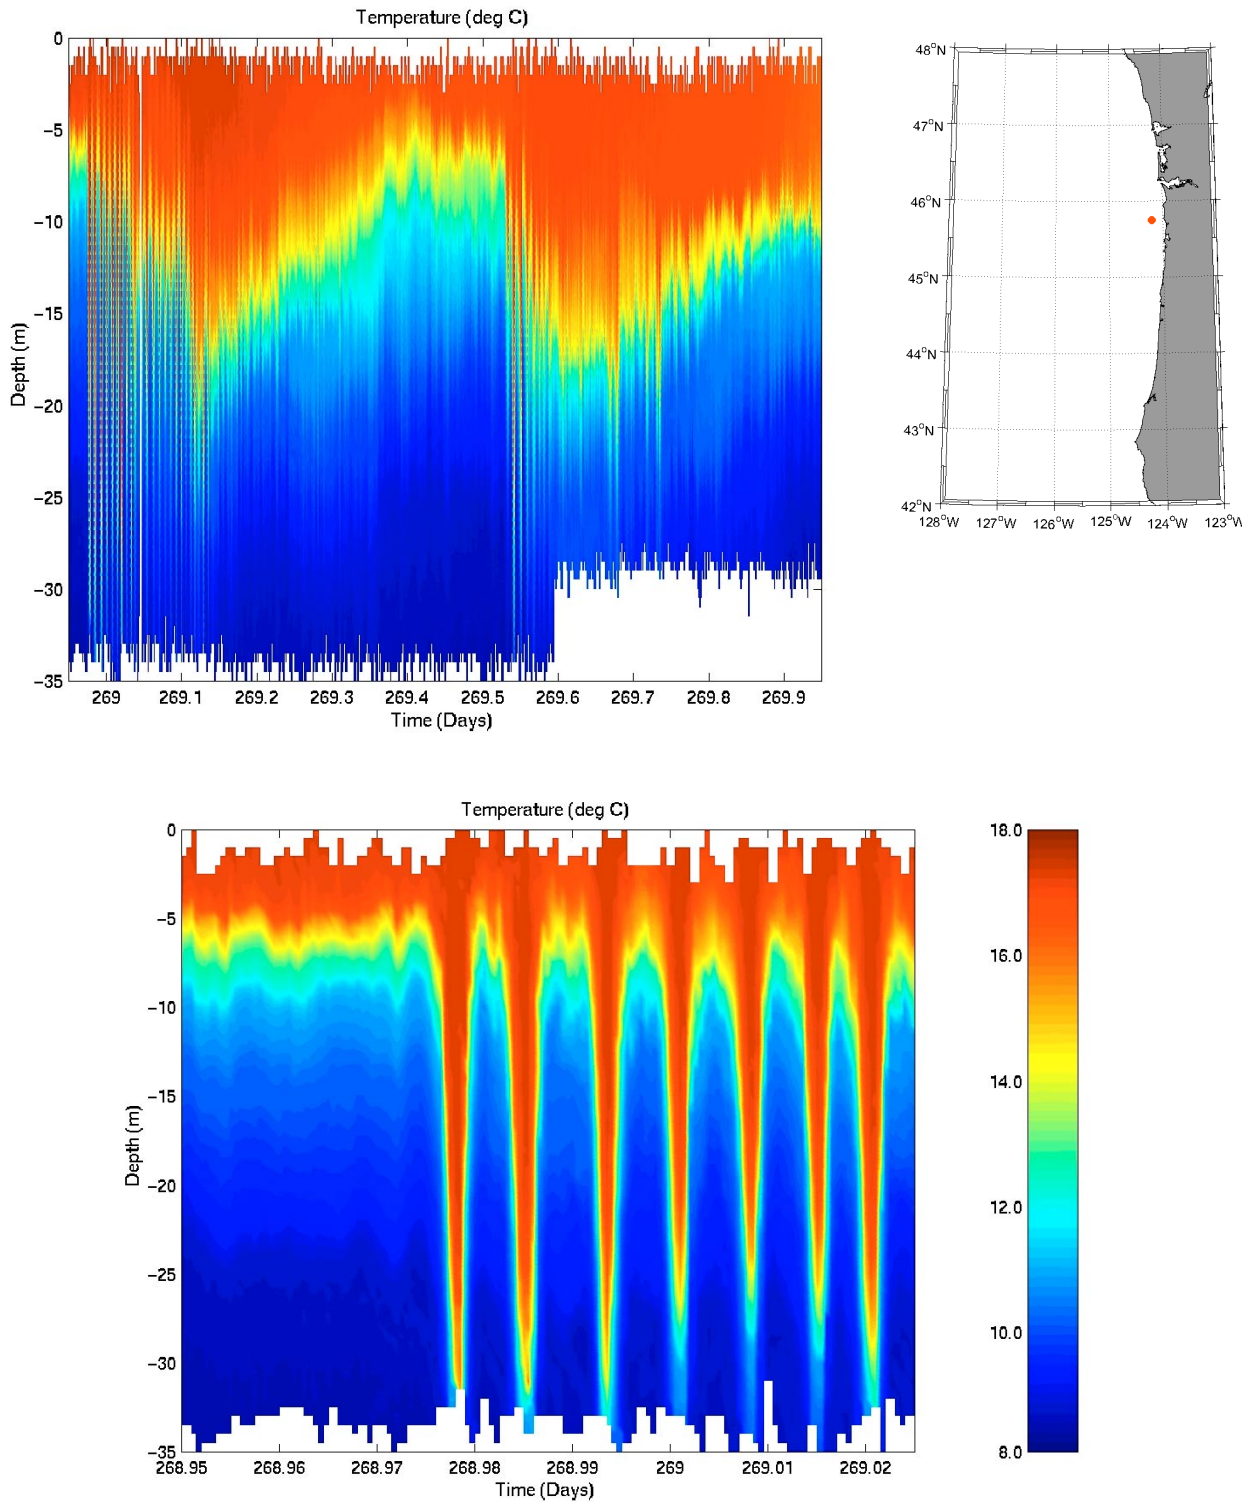 Temperature (deg C)
0
−5
−10
−15
−20
−25
−30
−35
Depth (m)
269
269.1
269.2
269.3
269.4
269.5
269.6
269.7
269.8
269.9
Time (Days)
48°N
47°N
46°N
45°N
44°N
43°N
42°N
128°W
127°W
126°W
125°W
124°W
123°W
Temperature (deg C)
0
−5
−10
−15
−20
−25
−30
−35
Depth (m)
268.95
268.96
268.97
268.98
268.99
269
269.01
269.02
Time (Days)
18.0
16.0
14.0
12.0
10.0
8.0